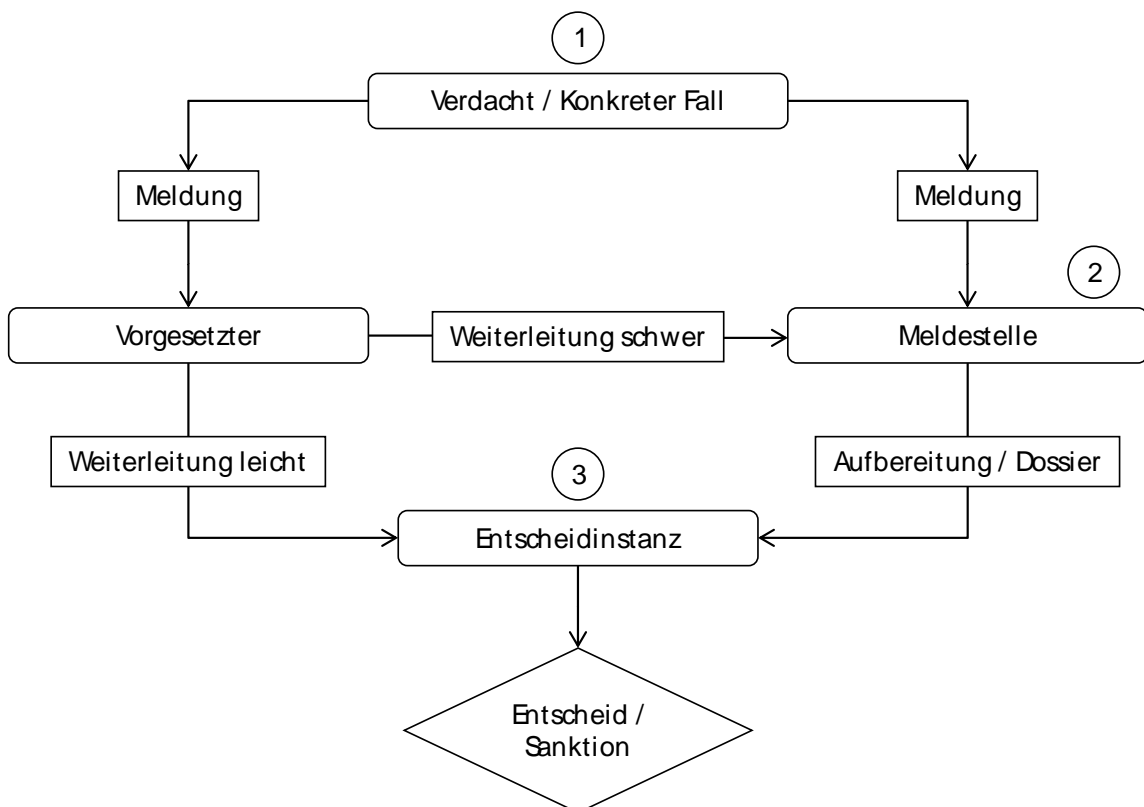 1
Verdacht / Konkreter Fall
Meldung
Meldung
2
Vorgesetzter
Weiterleitung schwer
Meldestelle
Weiterleitung leicht
Aufbereitung / Dossier
3
Entscheidinstanz
Entscheid /
Sanktion